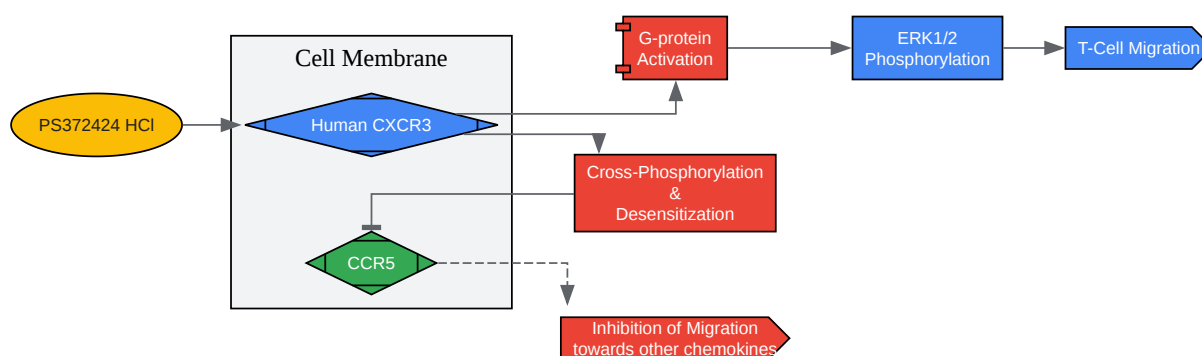 Cell Membrane
PS372424 HCl
Human CXCR3
G-protein
Activation
ERK1/2
Phosphorylation
T-Cell Migration
Cross-Phosphorylation
&
Desensitization
CCR5
Inhibition of Migration
towards other chemokines